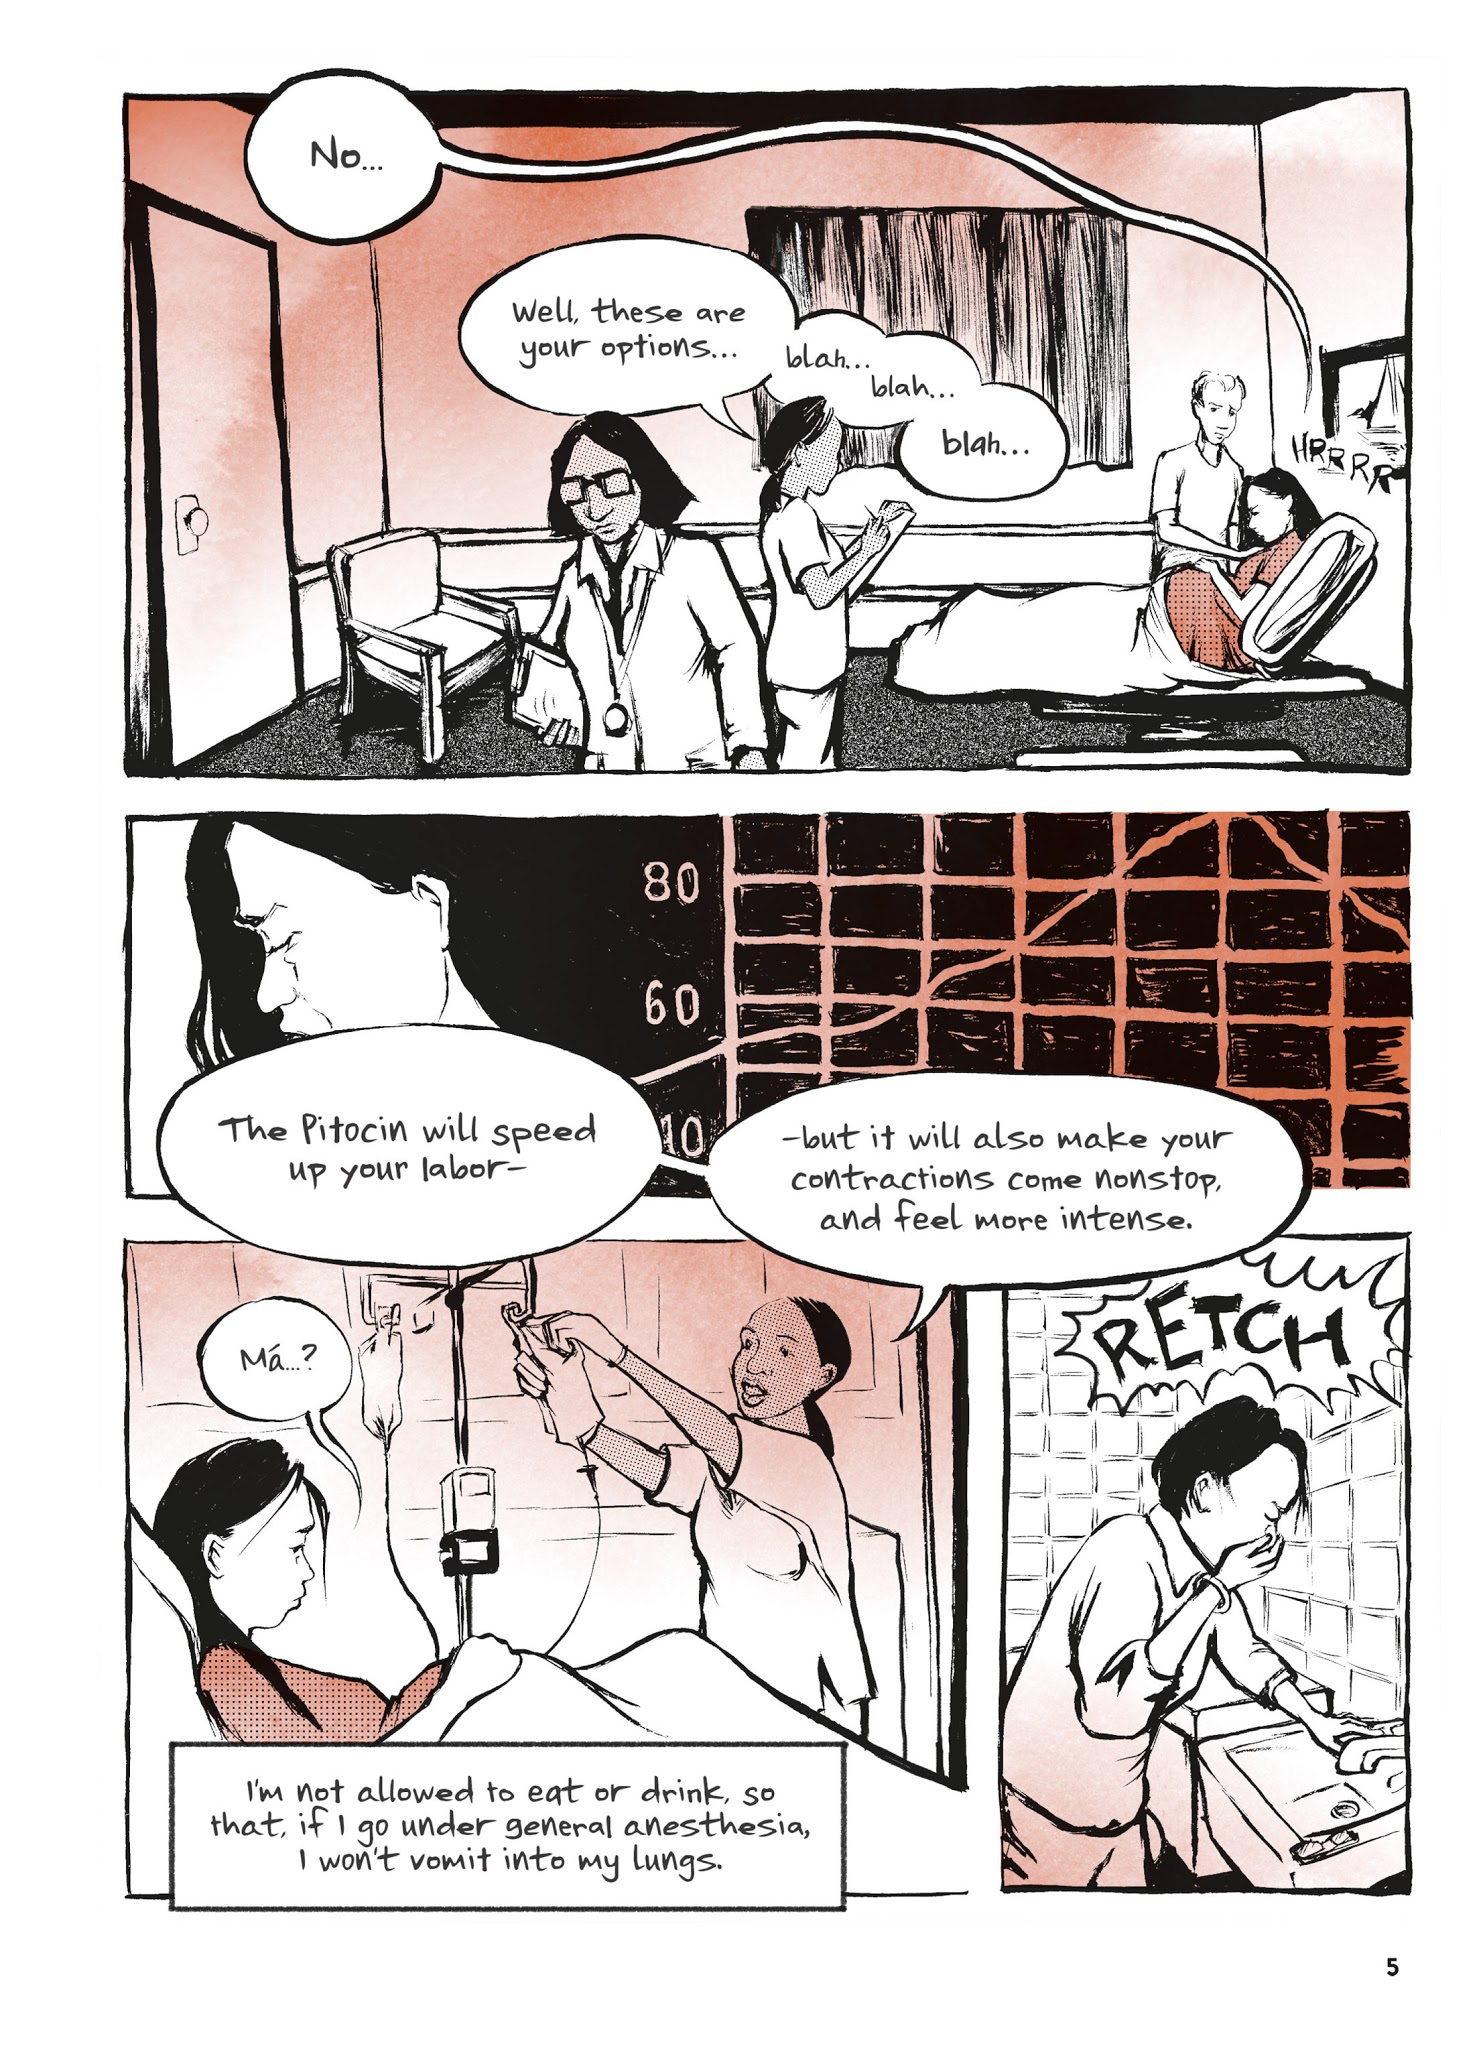 No...
Well, these are
your options...
blah...
blah...
blah...
HRRRR
80
60
10
The Pitocin will speed
up your labor—
—but it will also make your
contractions come nonstop,
and feel more intense.
Má...?
RETCH
I'm not allowed to eat or drink, so
that, if I go under general anesthesia,
I won't vomit into my lungs.
5